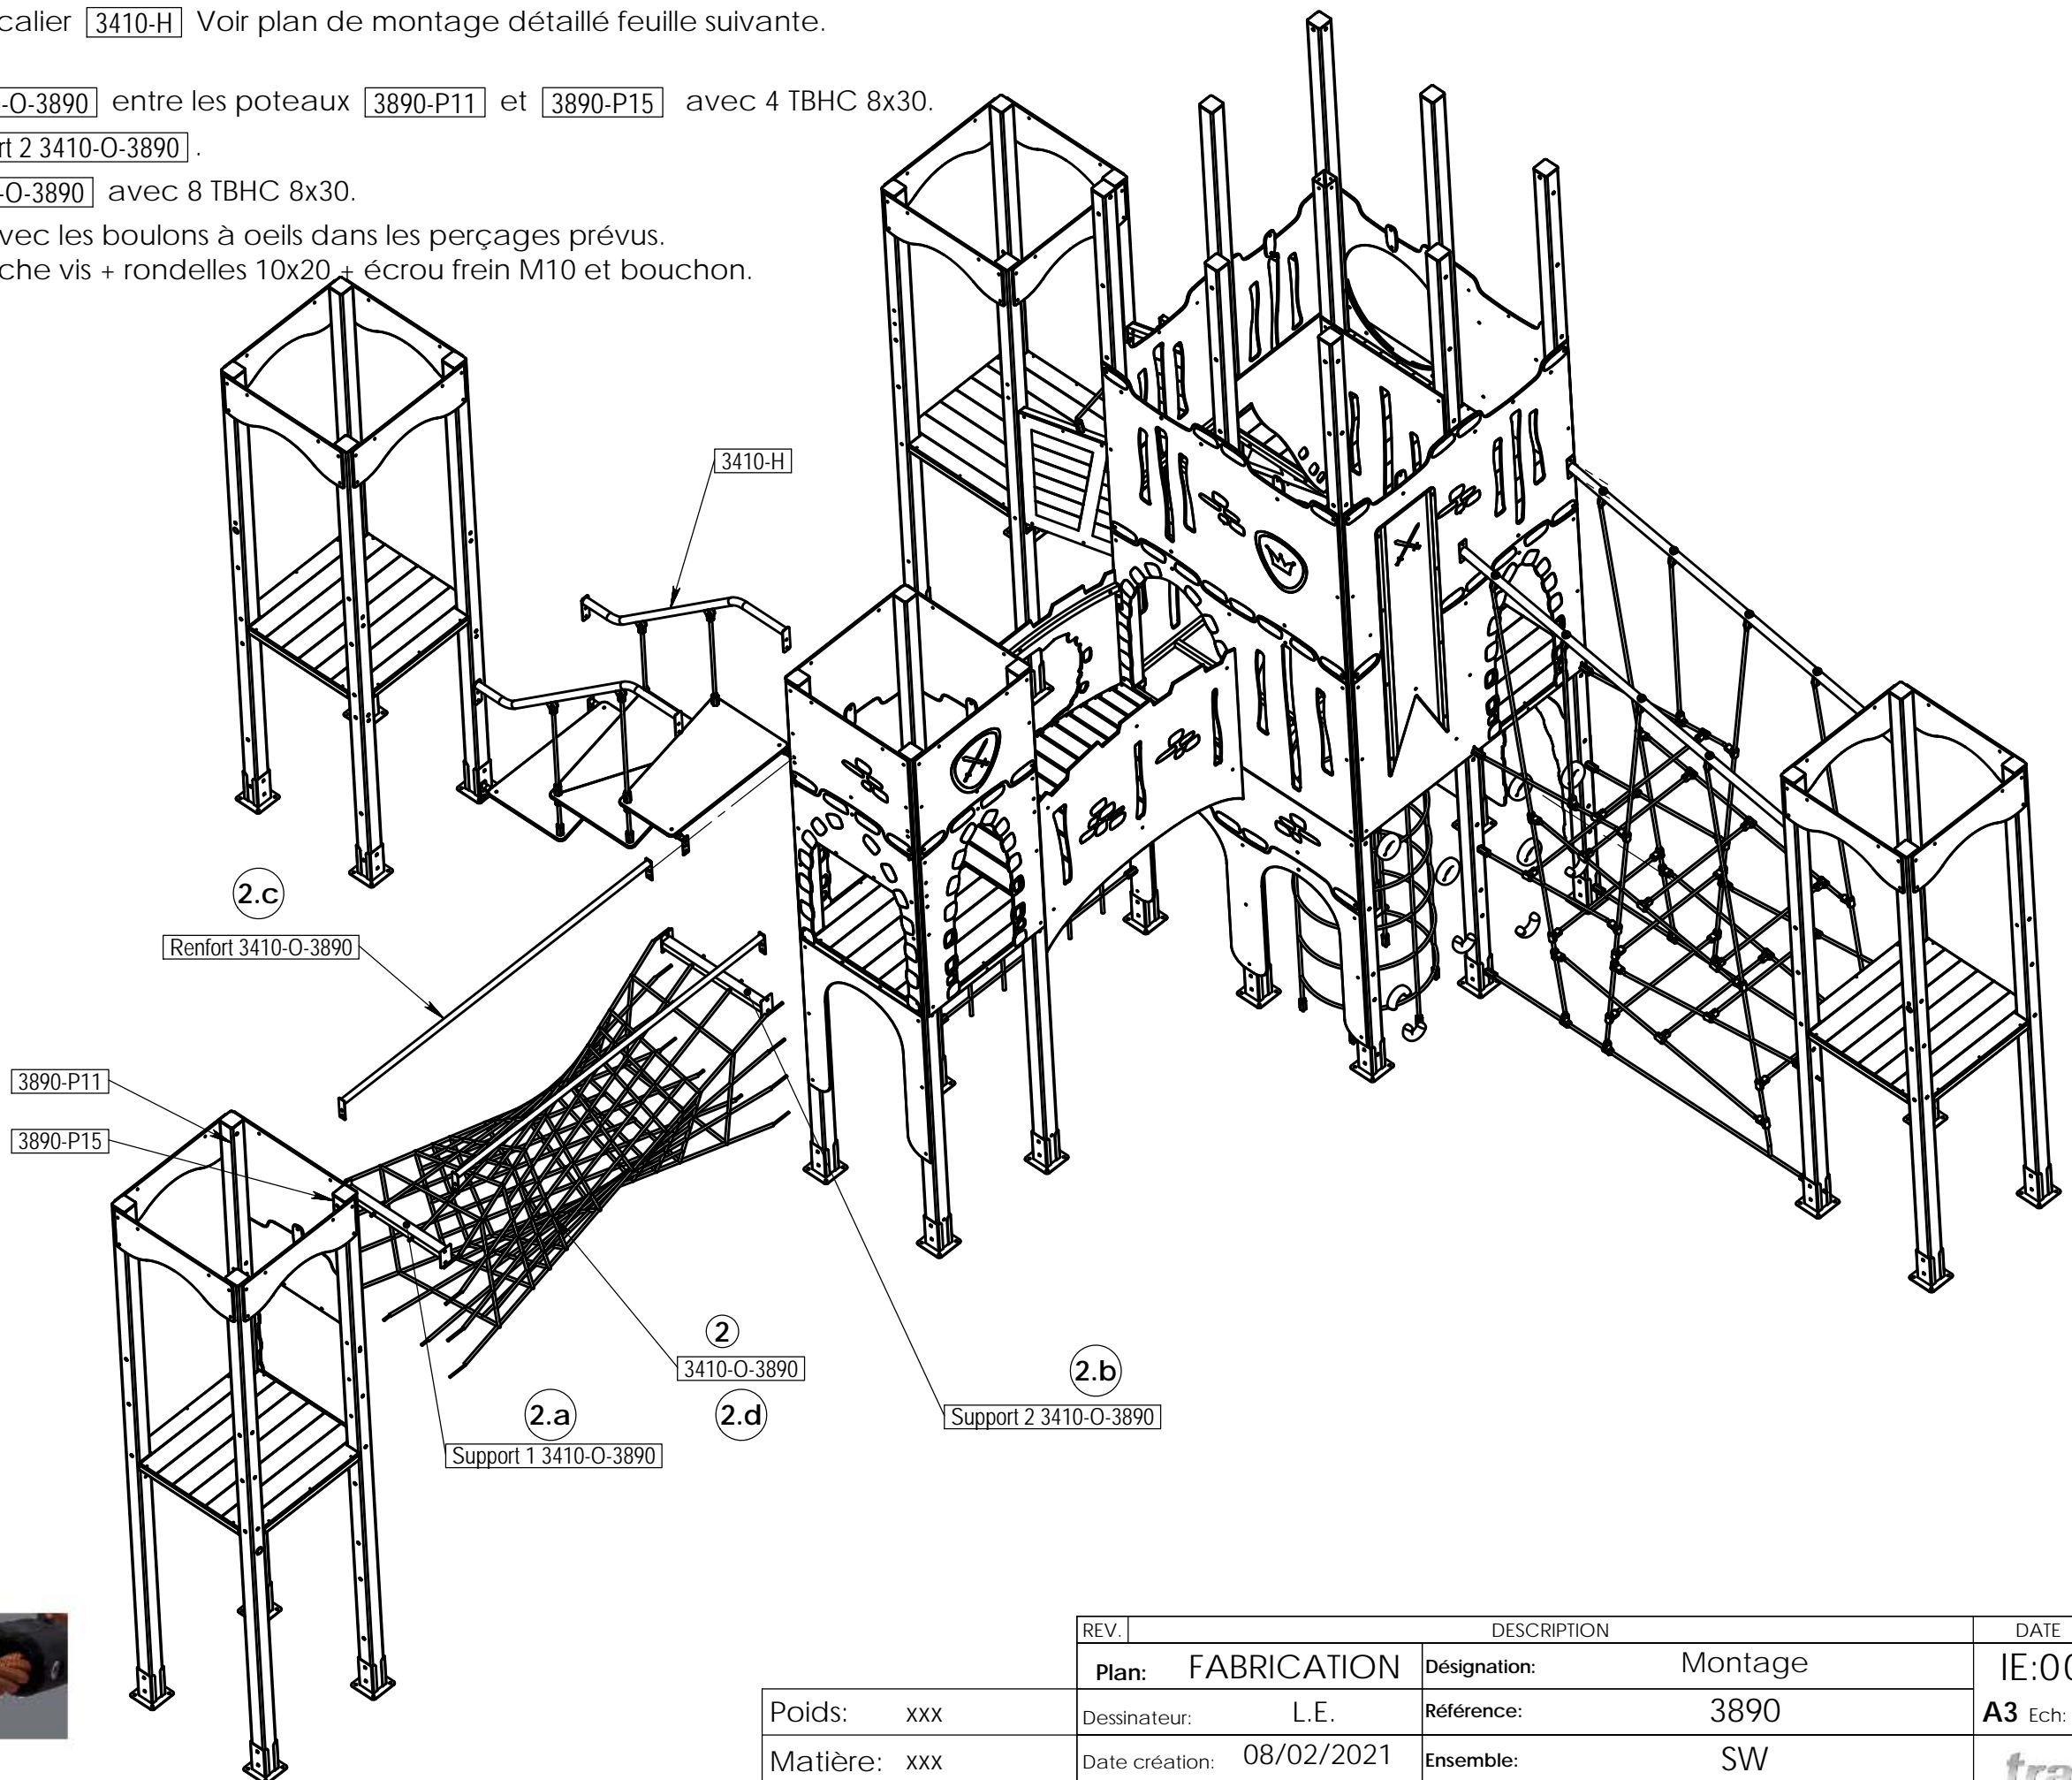 calier 3410-H Voir plan de montage détaillé feuille suivante.
-O-3890 entre les poteaux 3890-P11 et 3890-P15 avec 4 TBHC 8x30.
rt 2 3410-O-3890 .
-O-3890 avec 8 TBHC 8x30.
vec les boulons à oeils dans les perçages prévus.
che vis + rondelles 10x20 + écrou frein M10 et bouchon.
3410-H
2.c
Renfort 3410-O-3890
3890-P11
3890-P15
2
3410-O-3890
2.d
2.a
Support 1 3410-O-3890
2.b
Support 2 3410-O-3890
REV. DESCRIPTION DATE
Plan: FABRICATION Désignation: Montage IE:00
Poids: xxx Dessinateur: L.E. Référence: 3890 A3 Ech:
Matière: xxx Date création: 08/02/2021 Ensemble: SW